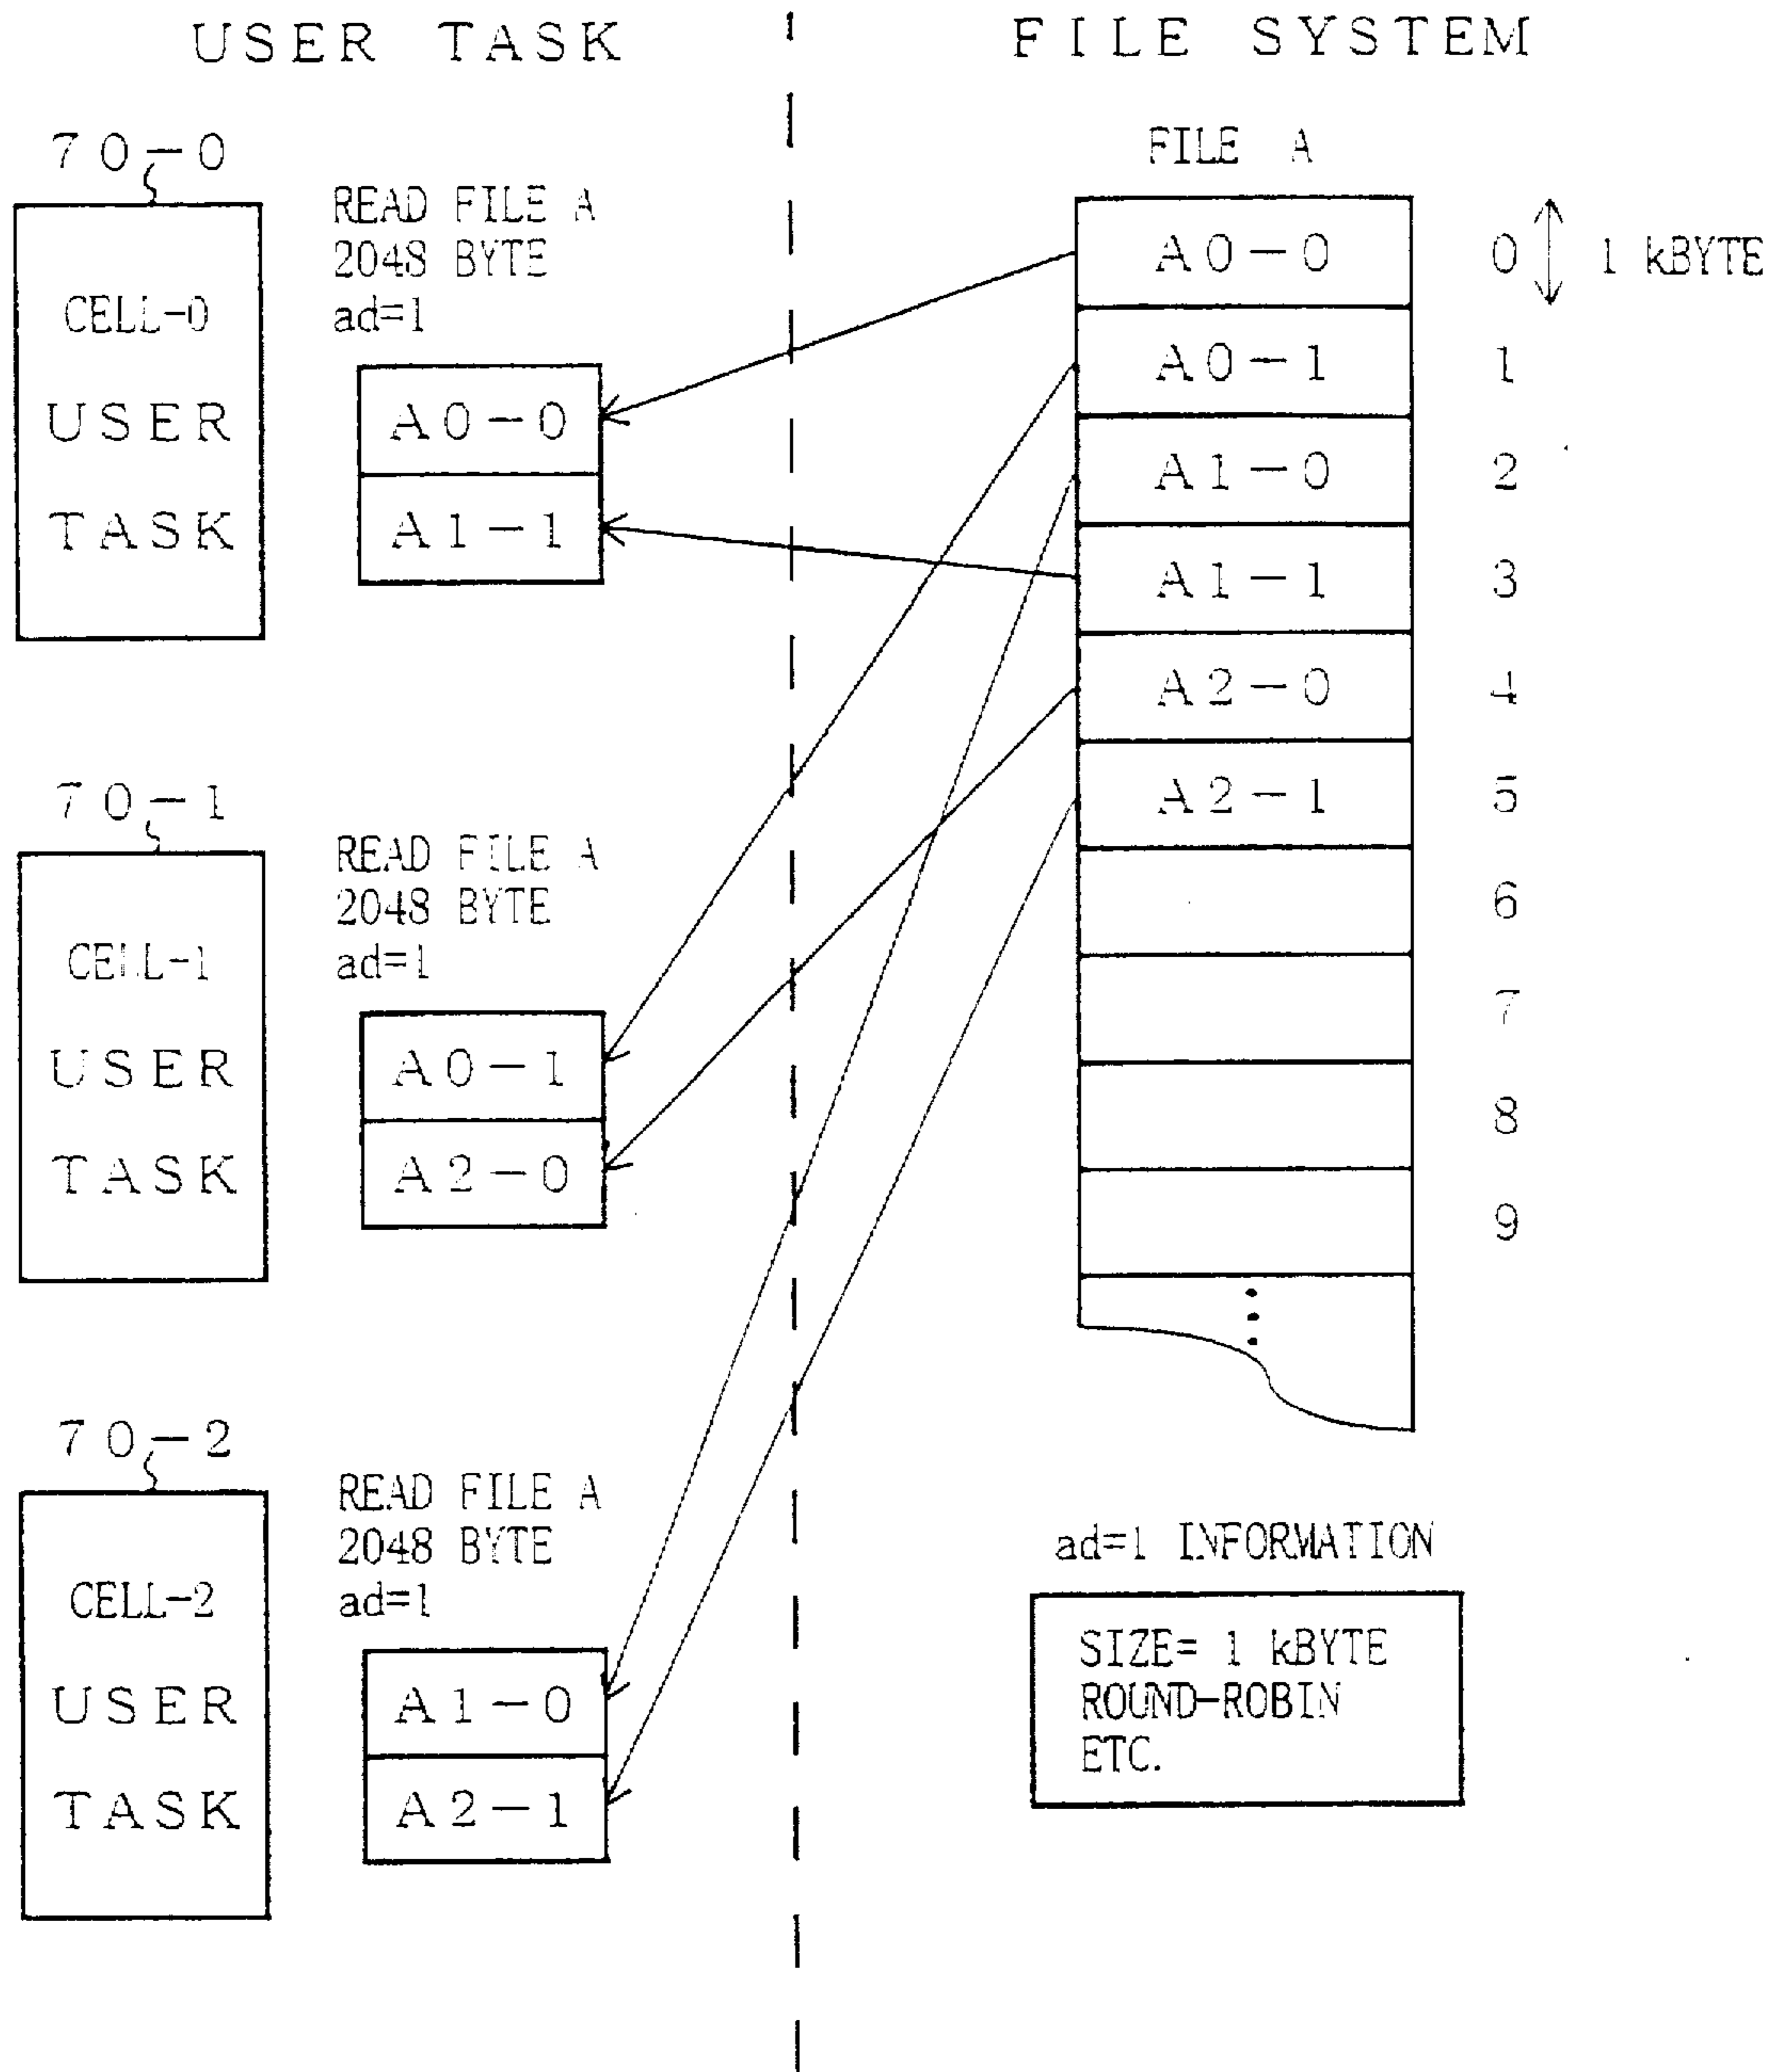 USER TASK
FILE SYSTEM
70-0
CELL-0
USER
TASK
READ FILE A
2048 BYTE
ad=1
A0-0
A1-1
70-1
CELL-1
USER
TASK
READ FILE A
2048 BYTE
ad=1
A0-1
A2-0
70-2
CELL-2
USER
TASK
READ FILE A
2048 BYTE
ad=1
A1-0
A2-1
FILE A
A0-0 0 1 kBYTE
A0-1 1
A1-0 2
A1-1 3
A2-0 4
A2-1 5
6
7
8
9
ad=1 INFORMATION
SIZE= 1 kBYTE
ROUND-ROBIN
ETC.